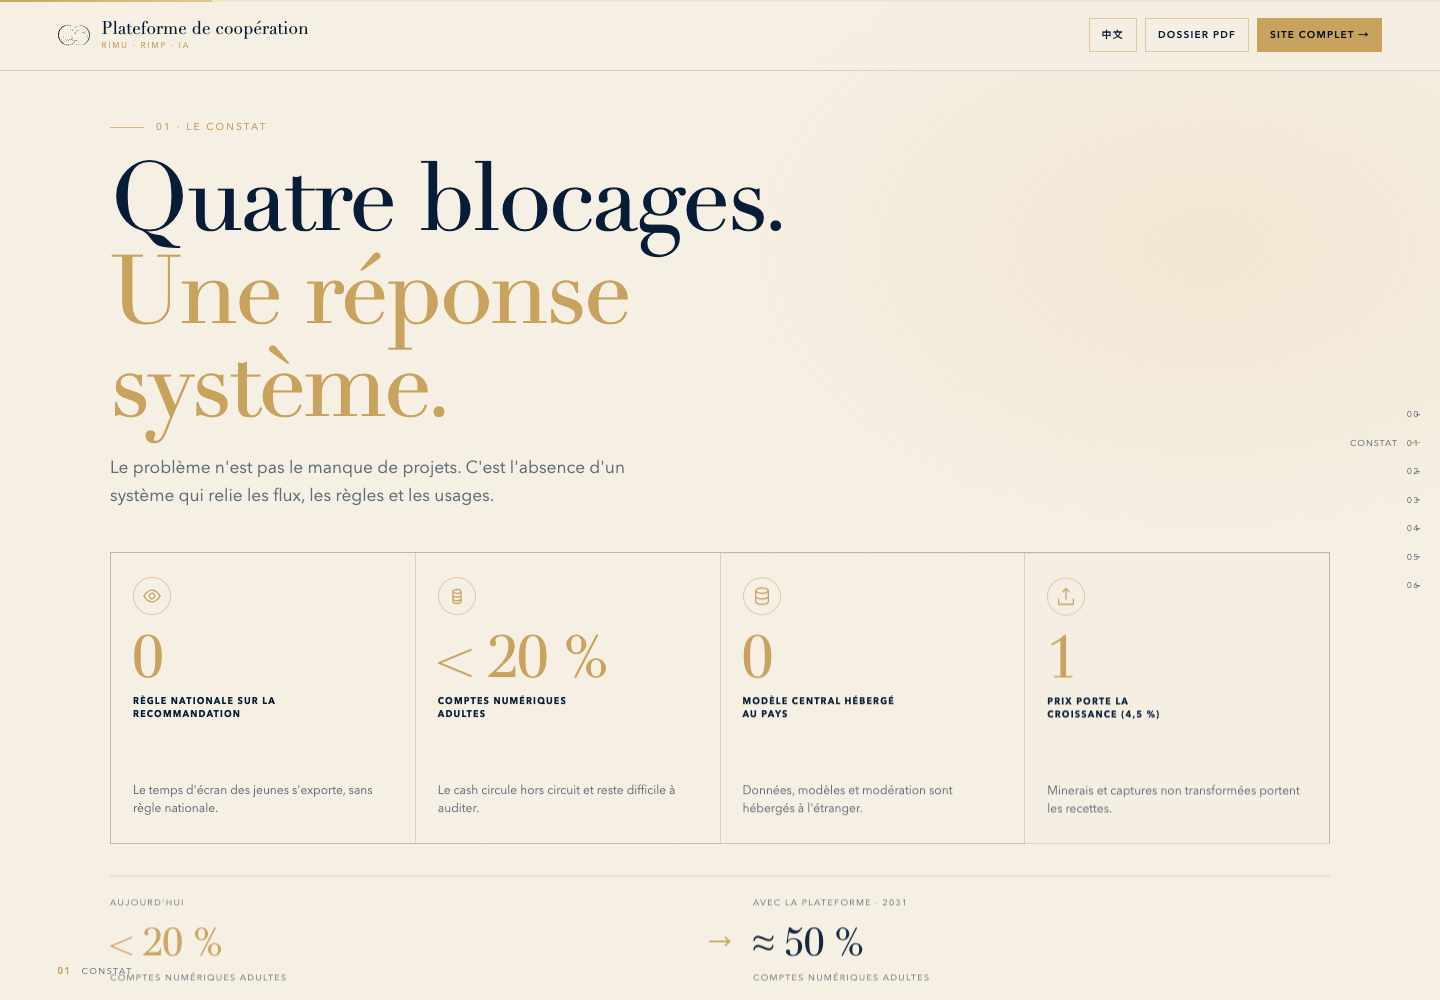 Plateforme de coopération
RIMU · RIMP · IA
中文
DOSSIER PDF
SITE COMPLET →
01 · LE CONSTAT
Quatre blocages.
Une réponse
système.
Le problème n'est pas le manque de projets. C'est l'absence d'un
système qui relie les flux, les règles et les usages.
00
CONSTAT 01
02
03
04
05
06
0
RÈGLE NATIONALE SUR LA
RECOMMANDATION
Le temps d'écran des jeunes s'exporte, sans
règle nationale.
< 20 %
COMPTES NUMÉRIQUES
ADULTES
Le cash circule hors circuit et reste difficile à
auditer.
0
MODÈLE CENTRAL HÉBERGÉ
AU PAYS
Données, modèles et modération sont
hébergés à l'étranger.
1
PRIX PORTE LA
CROISSANCE (4,5 %)
Minerais et captures non transformées portent
les recettes.
AUJOURD'HUI
< 20 %
COMPTES NUMÉRIQUES ADULTES
→
AVEC LA PLATEFORME · 2031
≈ 50 %
COMPTES NUMÉRIQUES ADULTES
01 CONSTAT